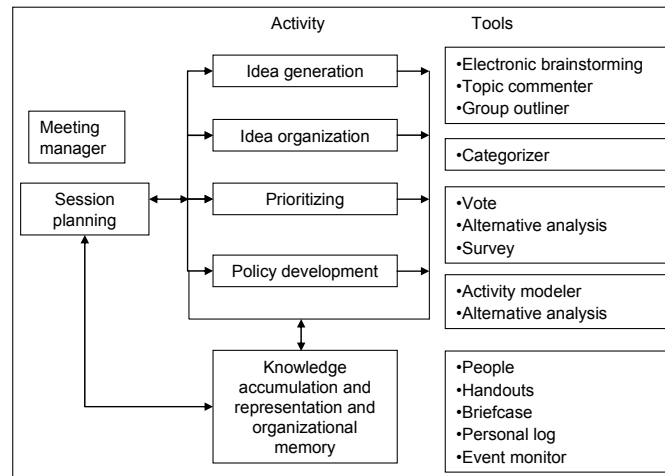 Activity
Tools
Idea generation
•Electronic brainstorming
•Topic commenter
•Group outliner
Meeting
manager
Idea organization
•Categorizer
Session
planning
Prioritizing
•Vote
•Alternative analysis
•Survey
Policy development
•Activity modeler
•Alternative analysis
Knowledge
accumulation and
representation and
organizational
memory
•People
•Handouts
•Briefcase
•Personal log
•Event monitor